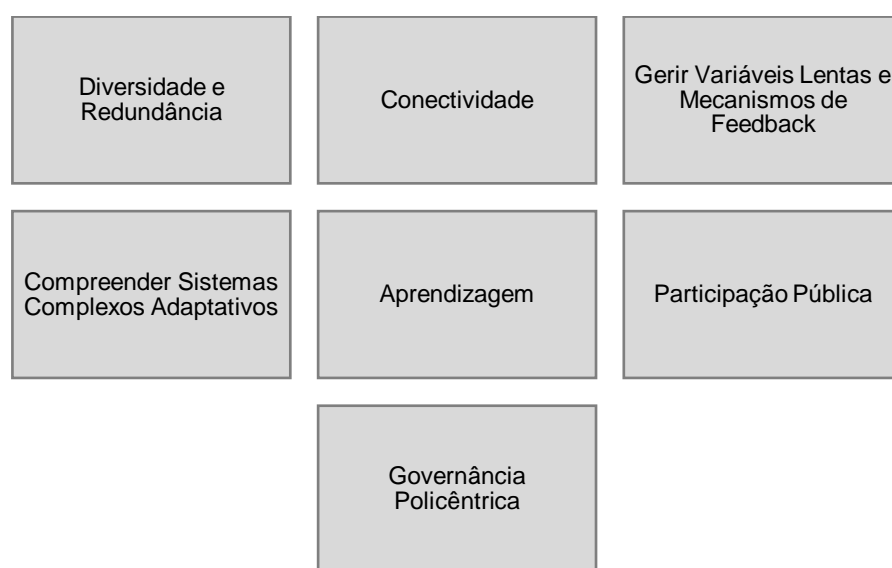 Diversidade e
Redundância
Conectividade
Gerir Variáveis Lentas e
Mecanismos de
Feedback
Compreender Sistemas
Complexos Adaptativos
Aprendizagem
Participação Pública
Governância
Policêntrica